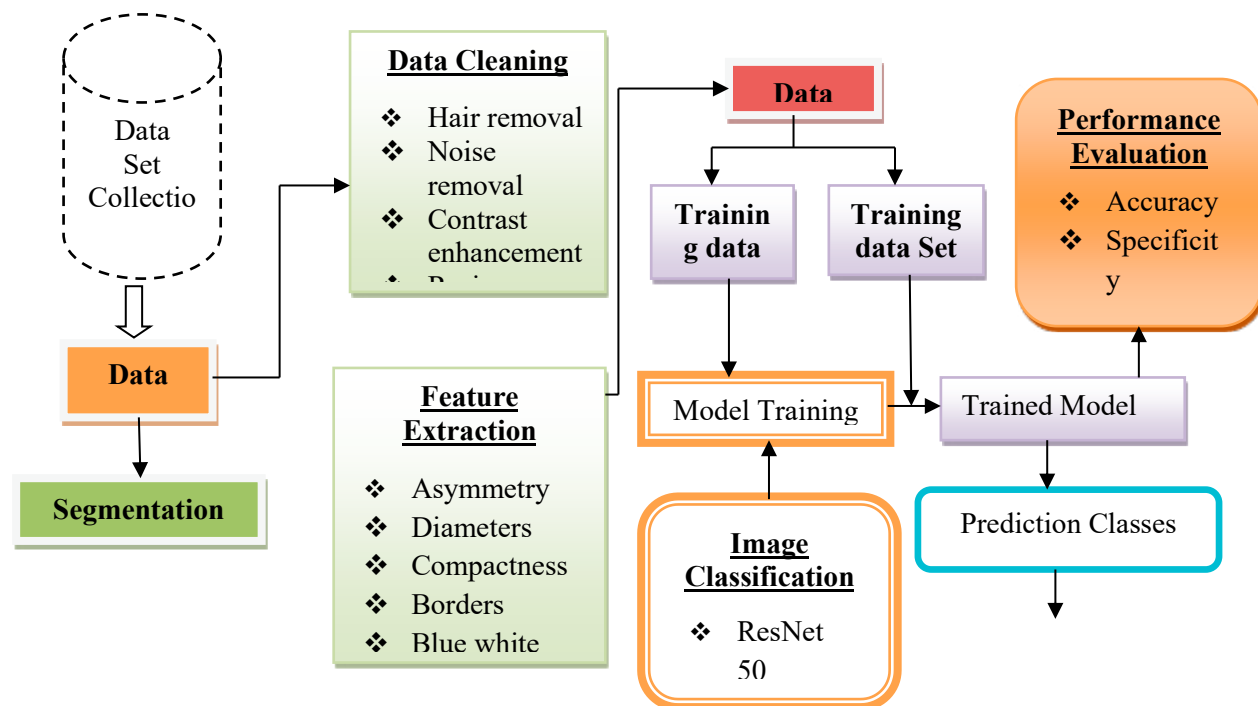 Data
Set
Collectio
Data
Segmentation
Data Cleaning
❖ Hair removal
❖ Noise
removal
❖ Contrast
enhancement
Feature
Extraction
❖ Asymmetry
❖ Diameters
❖ Compactness
❖ Borders
❖ Blue white
Data
Trainin
g data
Training
data Set
Model Training
Image
Classification
❖ ResNet
50
Trained Model
Performance
Evaluation
❖ Accuracy
❖ Specificit
y
Prediction Classes